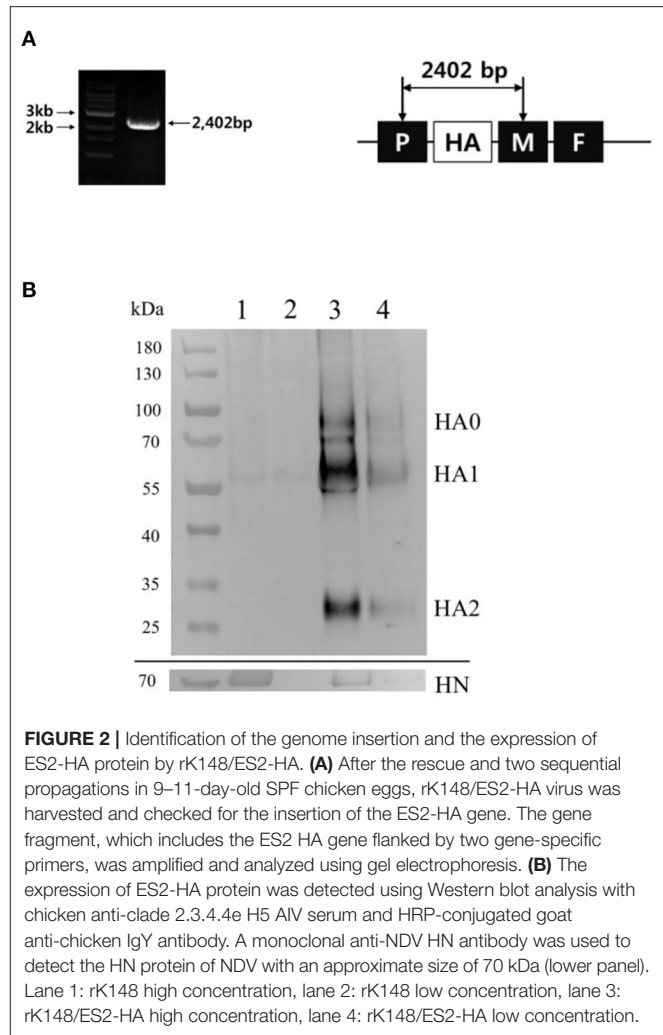 A
3kb
2kb
2,402bp
2402 bp
P HA M F
B
kDa 1 2 3 4
180
130
100
HA0
70
HA1
55
40
35
HA2
25
70
HN
FIGURE 2 | Identification of the genome insertion and the expression of
ES2-HA protein by rK148/ES2-HA. (A) After the rescue and two sequential
propagations in 9–11-day-old SPF chicken eggs, rK148/ES2-HA virus was
harvested and checked for the insertion of the ES2-HA gene. The gene
fragment, which includes the ES2 HA gene flanked by two gene-specific
primers, was amplified and analyzed using gel electrophoresis. (B) The
expression of ES2-HA protein was detected using Western blot analysis with
chicken anti-clade 2.3.4.4e H5 AIV serum and HRP-conjugated goat
anti-chicken IgY antibody. A monoclonal anti-NDV HN antibody was used to
detect the HN protein of NDV with an approximate size of 70 kDa (lower panel).
Lane 1: rK148 high concentration, lane 2: rK148 low concentration, lane 3:
rK148/ES2-HA high concentration, lane 4: rK148/ES2-HA low concentration.